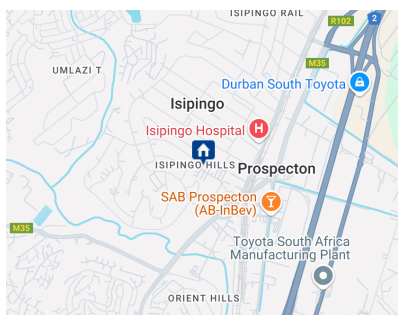 ISIPINGO RAIL
R102
2
M35
UMLAZI T
Durban South Toyota
Isipingo
Isipingo Hospital
H
ISIPINGO HILLS
Prospecton
SAB Prospecton
(AB-InBev)
M35
Toyota South Africa
Manufacturing Plant
ORIENT HILLS